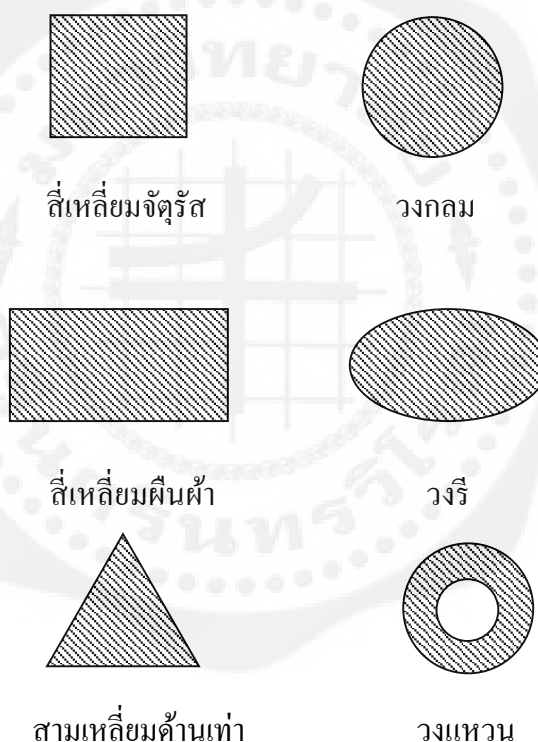 สี่เหลี่ยมจัตุรัส วงกลม
สี่เหลี่ยมผืนผ้า วงรี
สามเหลี่ยมด้านเท่า วงแหวน